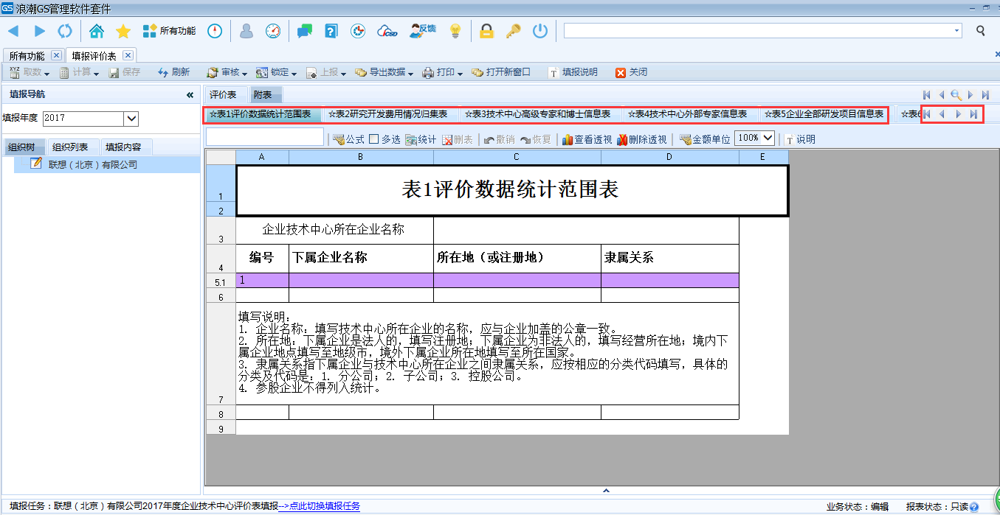 GS 浪潮GS管理软件套件
所有功能 iCSD 反馈
所有功能 填报评价表
XYZ 取数 计算 保存 刷新 审核 锁定 上报 导出数据 打印 打开新窗口 T 填报说明 关闭
填报导航 «
填报年度 2017
组织树 组织列表 填报内容
联想（北京）有限公司
评价表 附表
☆表1评价数据统计范围表 ☆表2研究开发费用情况归集表 ☆表3技术中心高级专家和博士信息表 ☆表4技术中心外部专家信息表 ☆表5企业全部研发项目信息表 ☆表6
公式 多选 统计 删表 撤销 恢复 查看透视 删除透视 金额单位 100% T 说明
A B C D E
1 表1评价数据统计范围表
2
3 企业技术中心所在企业名称
4 编号 下属企业名称 所在地（或注册地） 隶属关系
5.1 1
6
填写说明：
1. 企业名称：填写技术中心所在企业的名称，应与企业加盖的公章一致。
2. 所在地：下属企业是法人的，填写注册地；下属企业为非法人的，填写经营所在地；境内下
属企业地点填写至地级市，境外下属企业所在地填写至所在国家。
3. 隶属关系指下属企业与技术中心所在企业之间隶属关系，应按相应的分类代码填写，具体的
分类及代码是：1. 分公司；2. 子公司；3. 控股公司。
4. 参股企业不得列入统计。
7
8
9
填报任务：联想（北京）有限公司2017年度企业技术中心评价表填报-->点此切换填报任务 业务状态：编辑 报表状态：只读